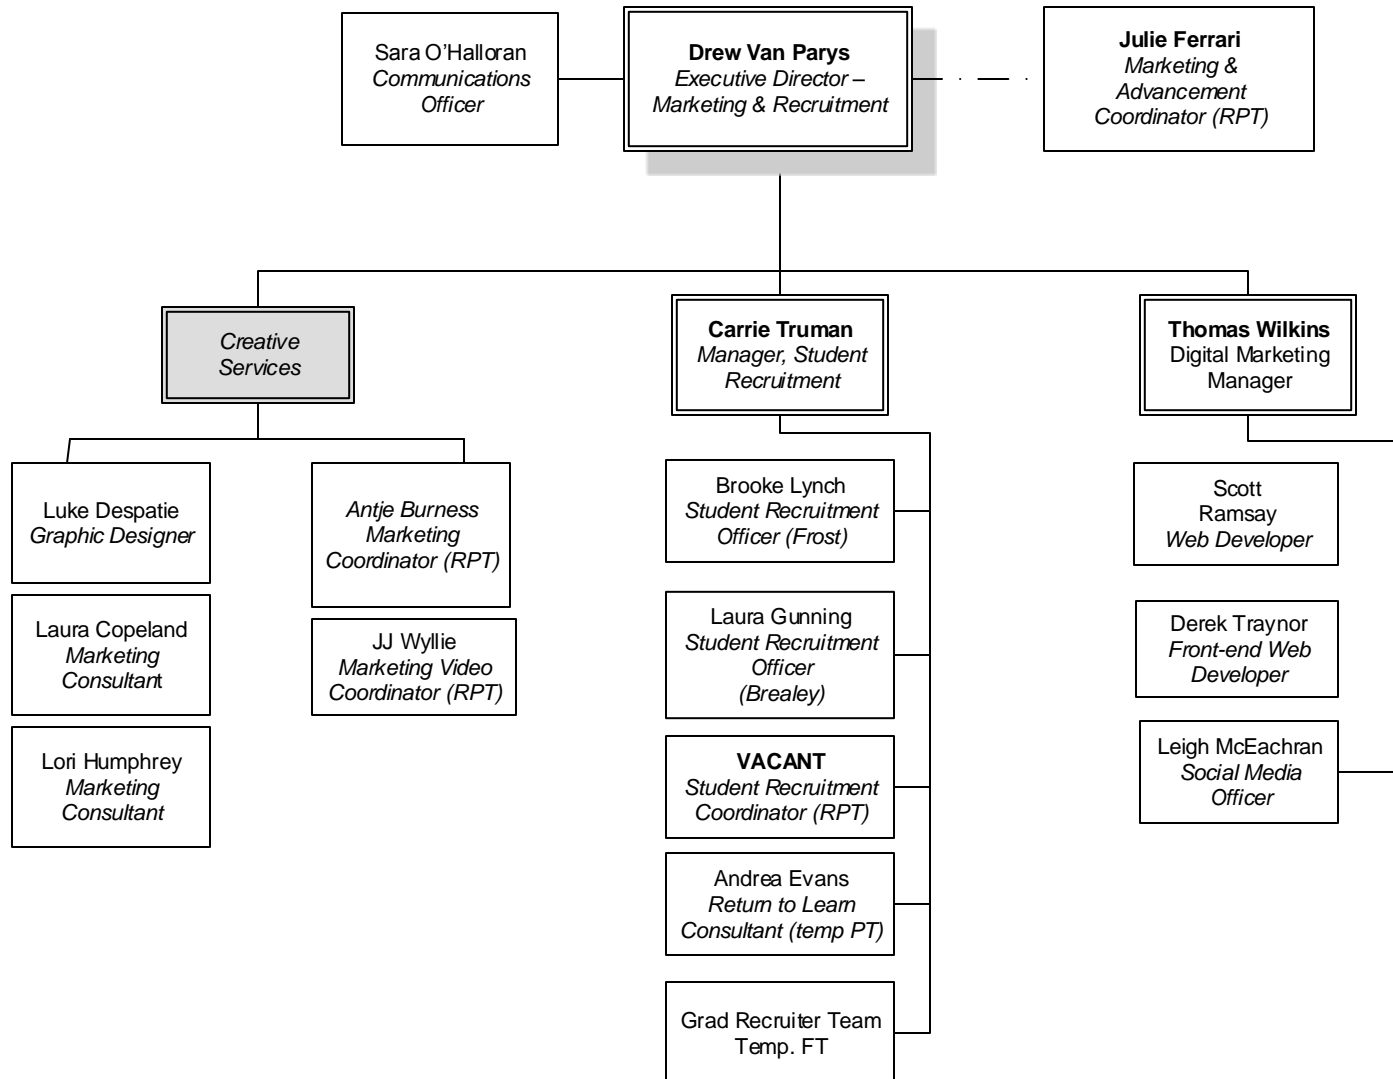 Sara O’Halloran
Communications
Officer
Drew Van Parys
Executive Director –
Marketing & Recruitment
Julie Ferrari
Marketing &
Advancement
Coordinator (RPT)
Creative
Services
Carrie Truman
Manager, Student
Recruitment
Thomas Wilkins
Digital Marketing
Manager
Luke Despatie
Graphic Designer
Laura Copeland
Marketing
Consultant
Lori Humphrey
Marketing
Consultant
Antje Burness
Marketing
Coordinator (RPT)
JJ Wyllie
Marketing Video
Coordinator (RPT)
Brooke Lynch
Student Recruitment
Officer (Frost)
Laura Gunning
Student Recruitment
Officer
(Brealey)
VACANT
Student Recruitment
Coordinator (RPT)
Andrea Evans
Return to Learn
Consultant (temp PT)
Grad Recruiter Team
Temp. FT
Scott
Ramsay
Web Developer
Derek Traynor
Front-end Web
Developer
Leigh McEachran
Social Media
Officer